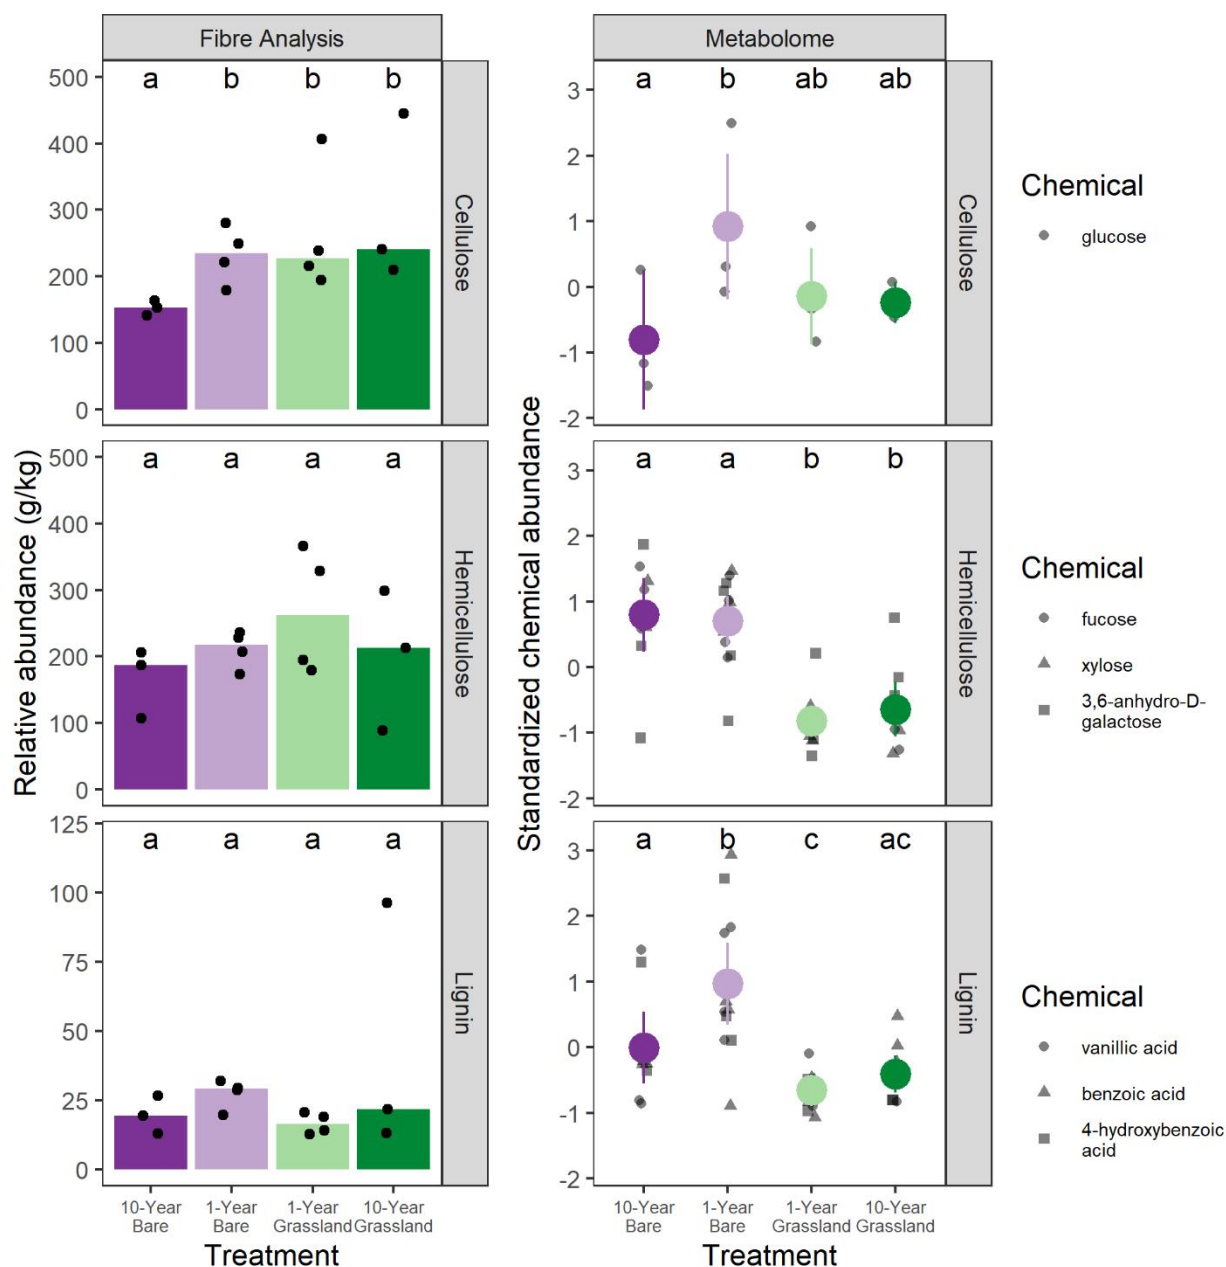 Fibre Analysis
Metabolome
a b b b
500
400
300
200
100
0
Cellulose
a b ab ab
3
2
1
0
-1
-2
Cellulose
Chemical
glucose
Relative abundance (g/kg)
a a a a
500
400
300
200
100
0
Hemicellulose
Standardized chemical abundance
a a b b
3
2
1
0
-1
-2
Hemicellulose
Chemical
fucose
xylose
3,6-anhydro-D-
galactose
a a a a
125
100
75
50
25
0
Lignin
a b c ac
3
2
1
0
-1
-2
Lignin
Chemical
vanillic acid
benzoic acid
4-hydroxybenzoic
acid
10-Year 1-Year 1-Year 10-Year
Bare Bare Grassland Grassland
Treatment
10-Year 1-Year 1-Year 10-Year
Bare Bare Grassland Grassland
Treatment